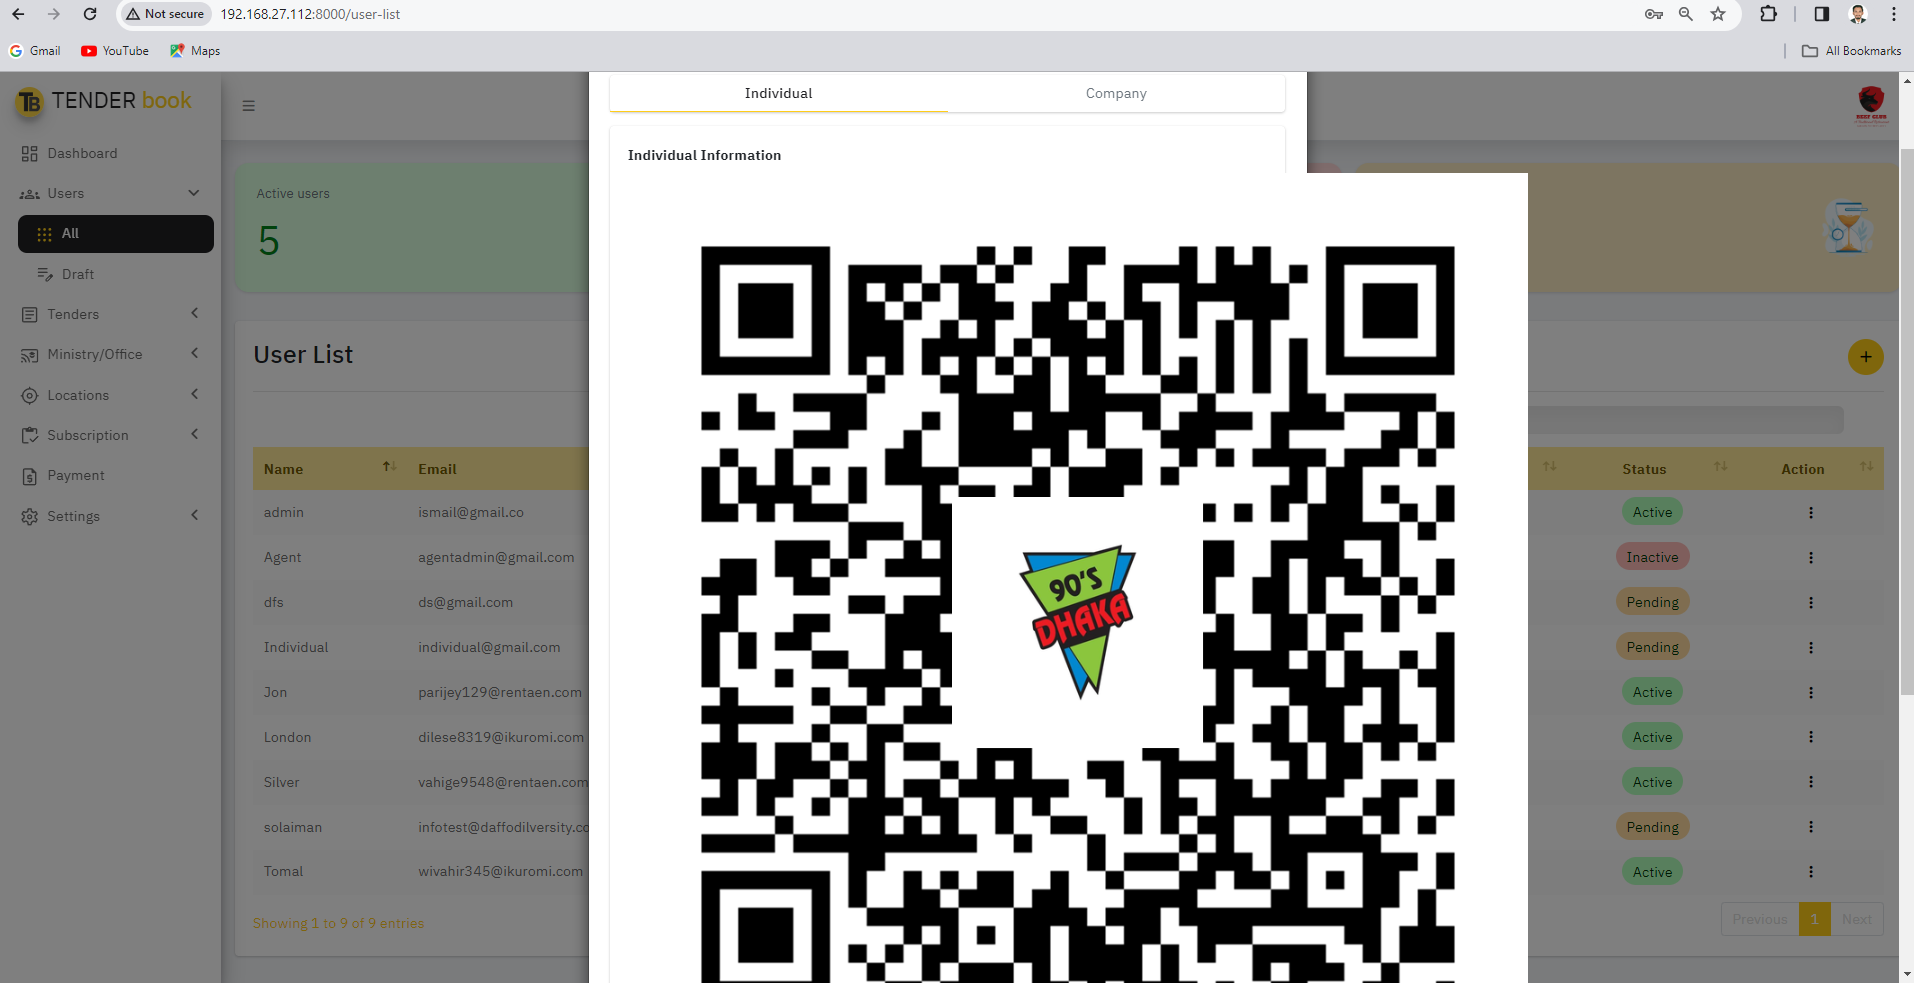 Not secure 192.168.27.112:8000/user-list
Gmail YouTube Maps All Bookmarks
TB TENDER book
Individual Company
Dashboard
Individual Information
Users
Active users
All
5
Draft
Tenders
Ministry/Office
User List
+
Locations
Subscription
Name Email Status Action
Payment
admin ismail@gmail.co Active
Settings
Agent agentadmin@gmail.com Inactive
90'S
DHAKA
dfs ds@gmail.com Pending
Individual individual@gmail.com Pending
Jon parijey129@rentaen.com Active
London dilese8319@ikuromi.com Active
Silver vahige9548@rentaen.com Active
solaiman infotest@daffodilversity.co Pending
Tomal wivahir345@ikuromi.com Active
Showing 1 to 9 of 9 entries Previous 1 Next